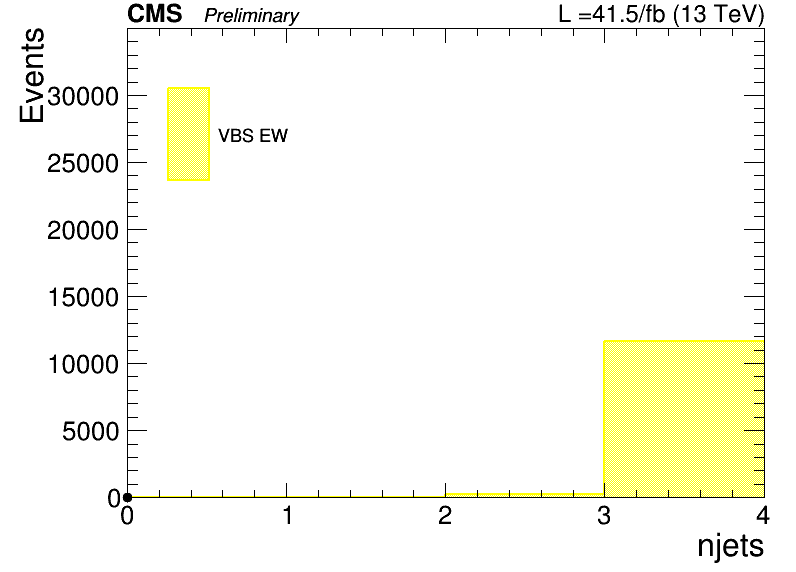 CMS Preliminary L =41.5/fb (13 TeV)
Events
30000
VBS EW
25000
20000
15000
10000
5000
0
0 1 2 3 4
njets